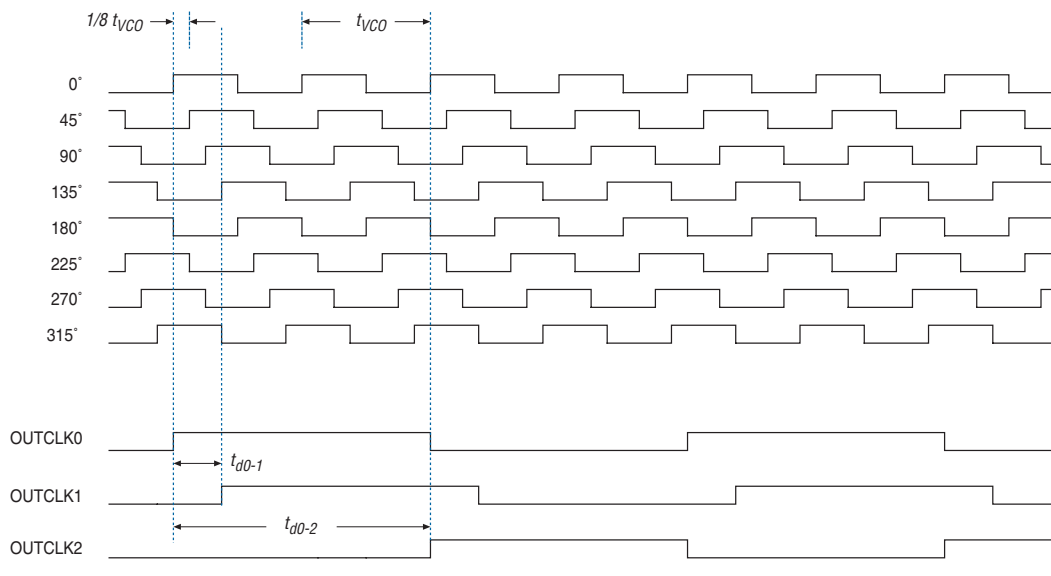 1/8 tVCO
tVCO
0˚
45˚
90˚
135˚
180˚
225˚
270˚
315˚
OUTCLK0
td0-1
OUTCLK1
td0-2
OUTCLK2